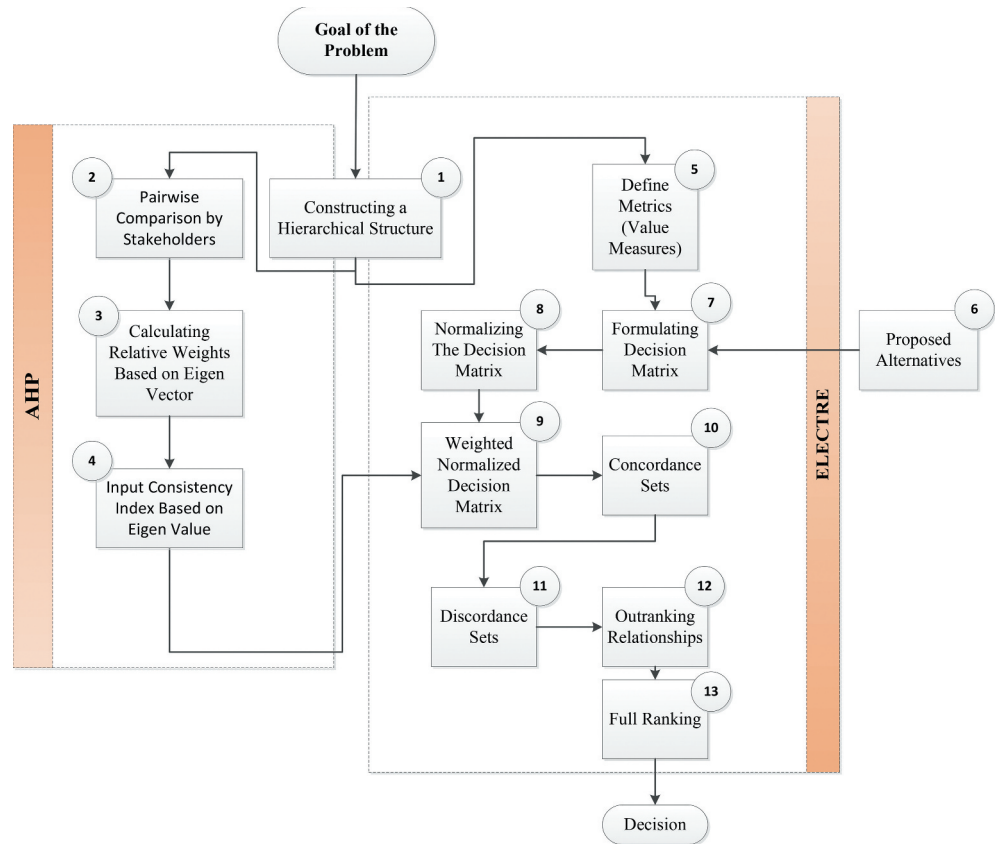 Goal of the
Problem
AHP
ELECTRE
1
Constructing a
Hierarchical Structure
2
Pairwise
Comparison by
Stakeholders
3
Calculating
Relative Weights
Based on Eigen
Vector
4
Input Consistency
Index Based on
Eigen Value
5
Define
Metrics
(Value
Measures)
6
Proposed
Alternatives
7
Formulating
Decision
Matrix
8
Normalizing
The Decision
Matrix
9
Weighted
Normalized
Decision
Matrix
10
Concordance
Sets
11
Discordance
Sets
12
Outranking
Relationships
13
Full Ranking
Decision